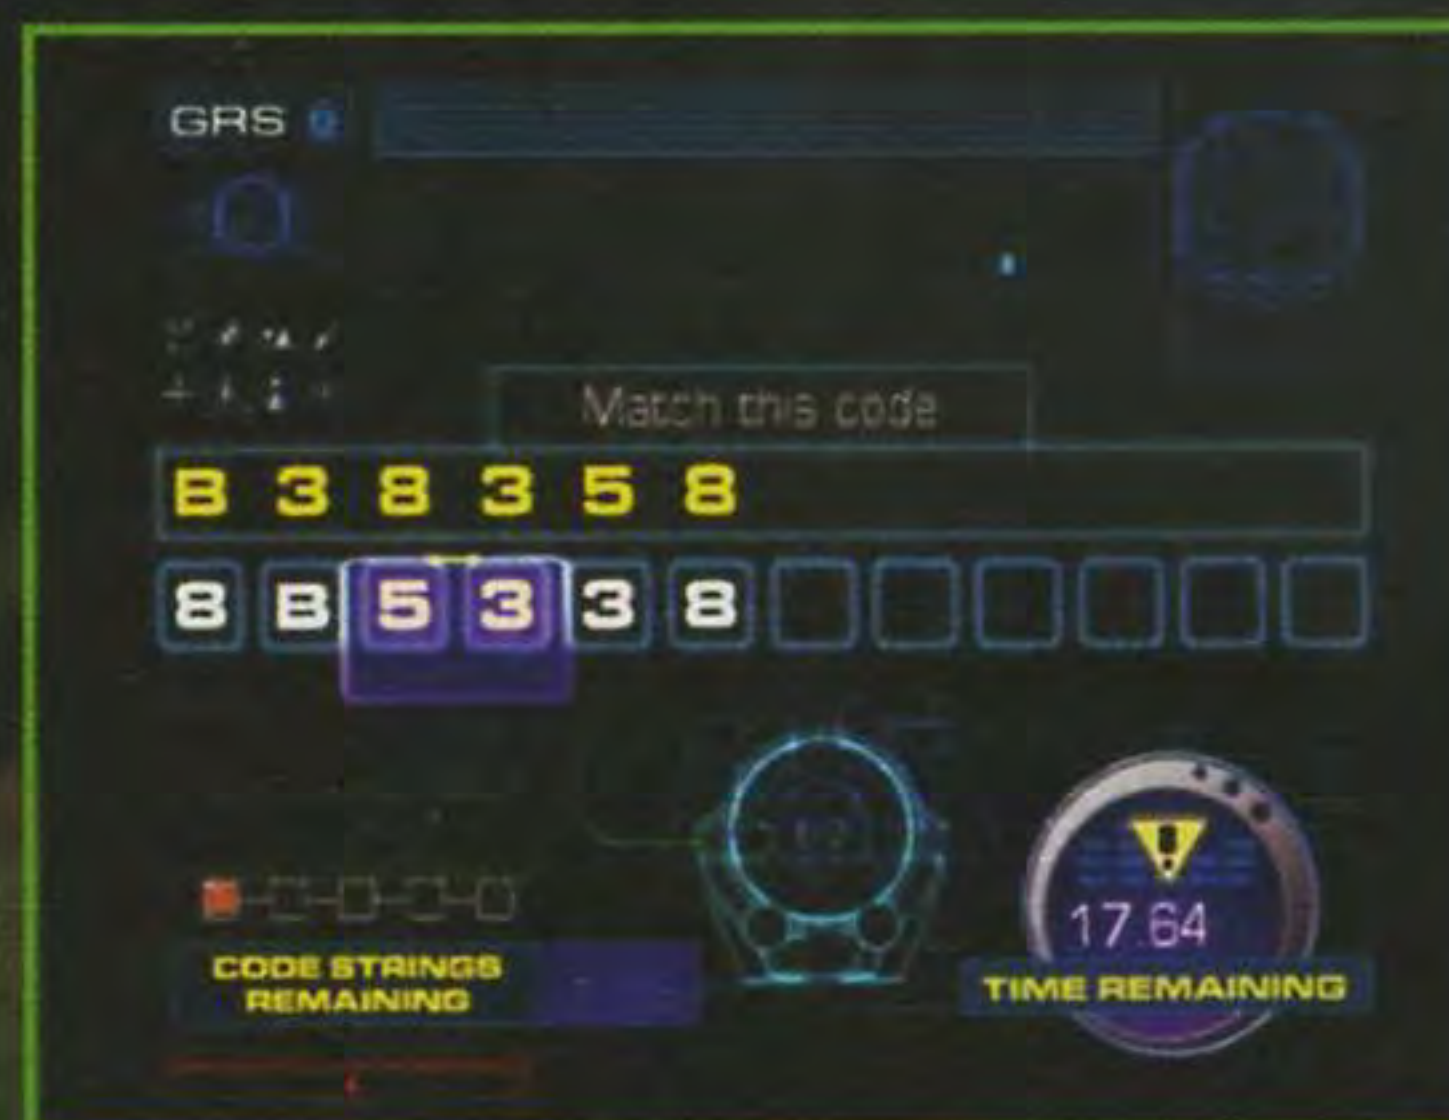 GRS
Match this code
B 3 8 3 5 8
8 B 5 3 3 8
17.64
CODE STRINGS
REMAINING
TIME REMAINING